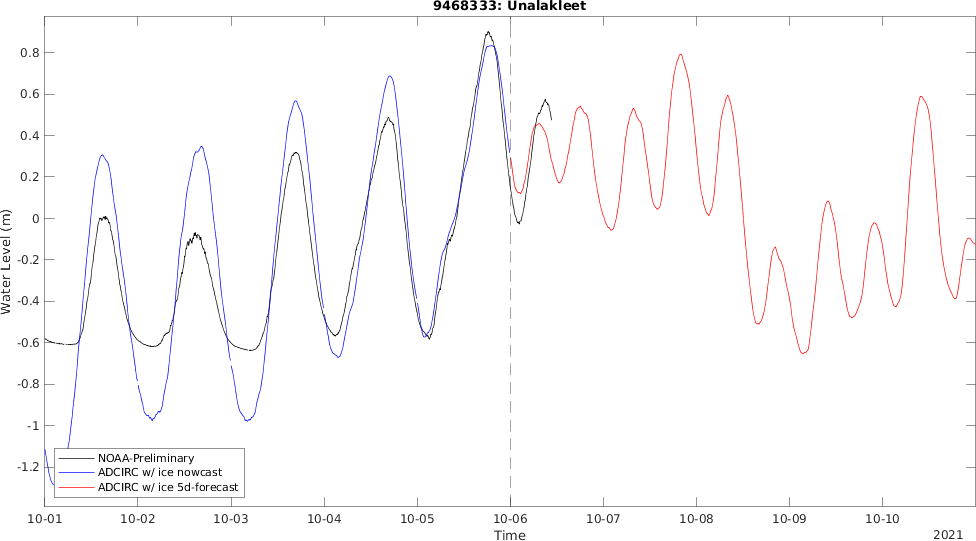 9468333: Unalakleet
Water Level (m)
0.8
0.6
0.4
0.2
0
-0.2
-0.4
-0.6
-0.8
-1
-1.2
NOAA-Preliminary
ADCIRC w/ ice nowcast
ADCIRC w/ ice 5d-forecast
10-01 10-02 10-03 10-04 10-05 10-06 10-07 10-08 10-09 10-10
Time
2021